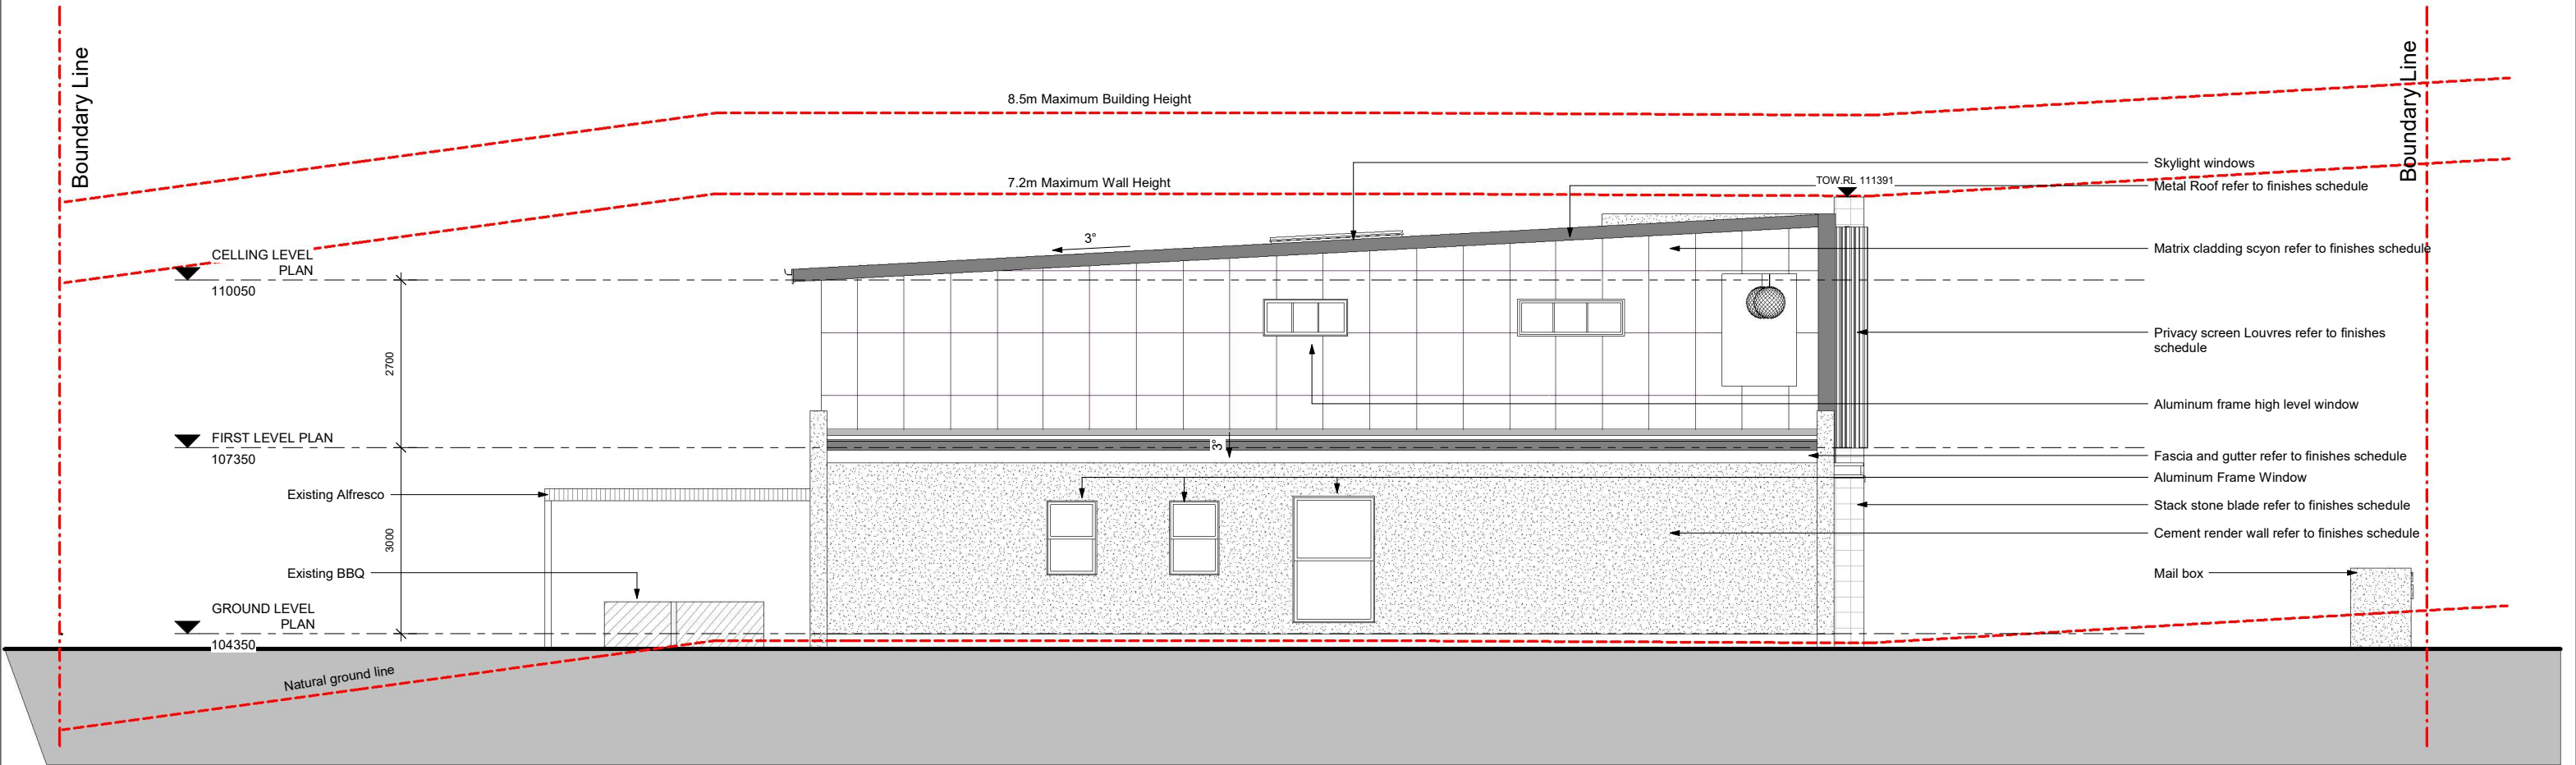 Boundary Line
Boundary Line
8.5m Maximum Building Height
7.2m Maximum Wall Height
TOW.RL 111391
Skylight windows
Metal Roof refer to finishes schedule
3°
CELLING LEVEL
PLAN
110050
Matrix cladding scyon refer to finishes schedule
Privacy screen Louvres refer to finishes
schedule
2700
Aluminum frame high level window
FIRST LEVEL PLAN
107350
3°
Fascia and gutter refer to finishes schedule
Aluminum Frame Window
Existing Alfresco
Stack stone blade refer to finishes schedule
3000
Cement render wall refer to finishes schedule
Existing BBQ
Mail box
GROUND LEVEL
PLAN
104350
Natural ground line